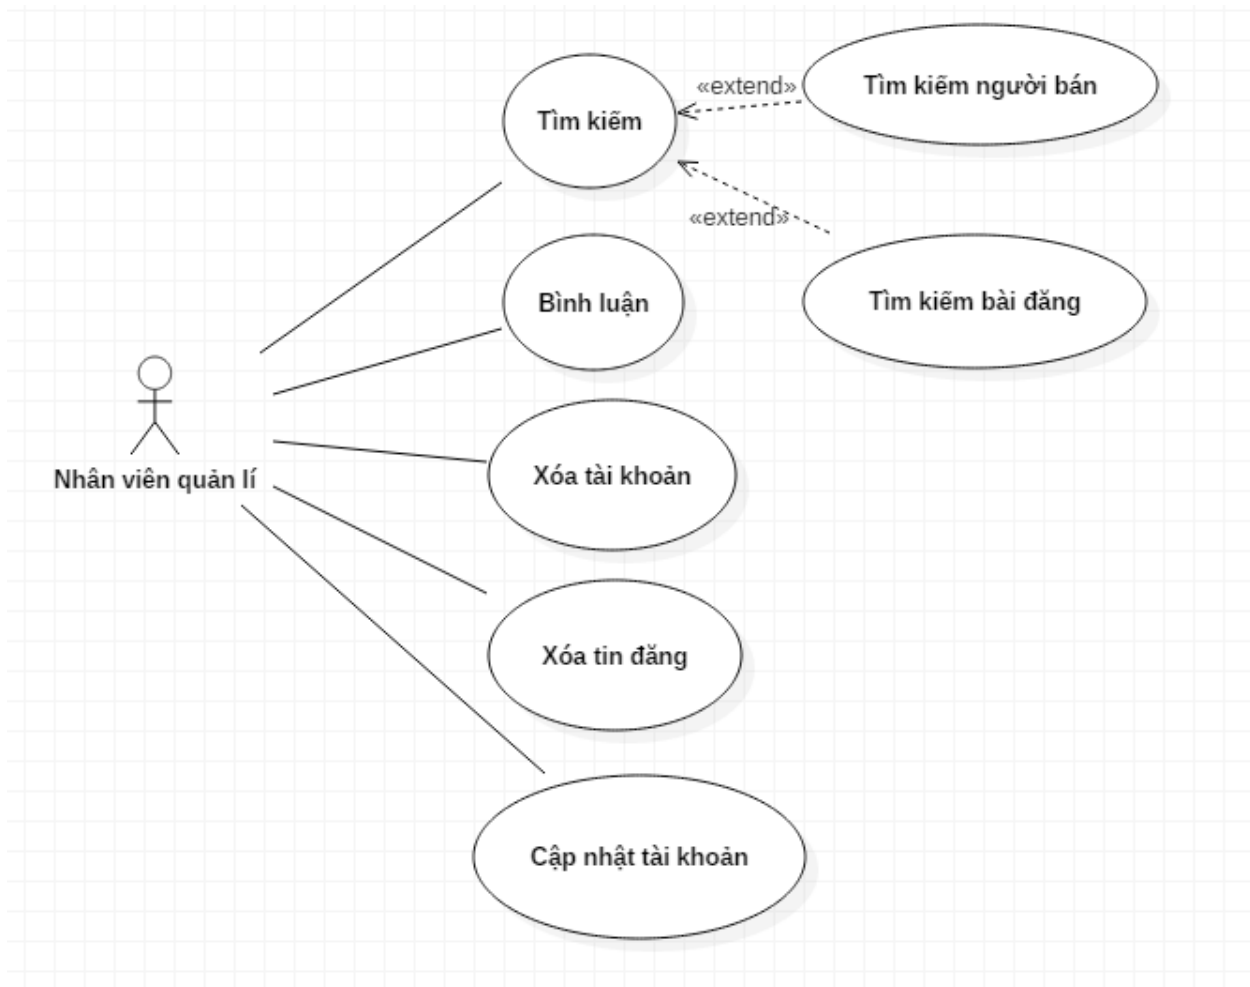 Tìm kiếm người bán
«extend»
Tìm kiếm
«extend»
Bình luận
Tìm kiếm bài đăng
Xóa tài khoản
Nhân viên quản lí
Xóa tin đăng
Cập nhật tài khoản